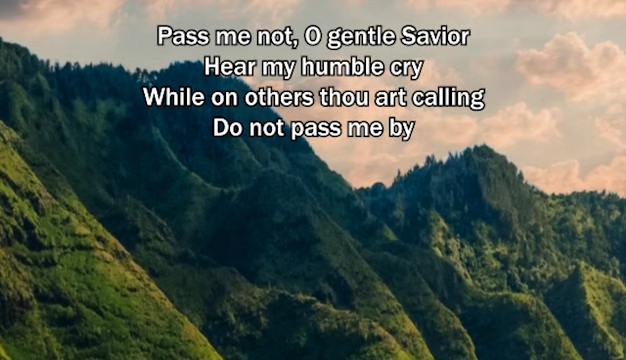 Pass me not, O gentle Savior
Hear my humble cry
While on others thou art calling
Do not pass me by